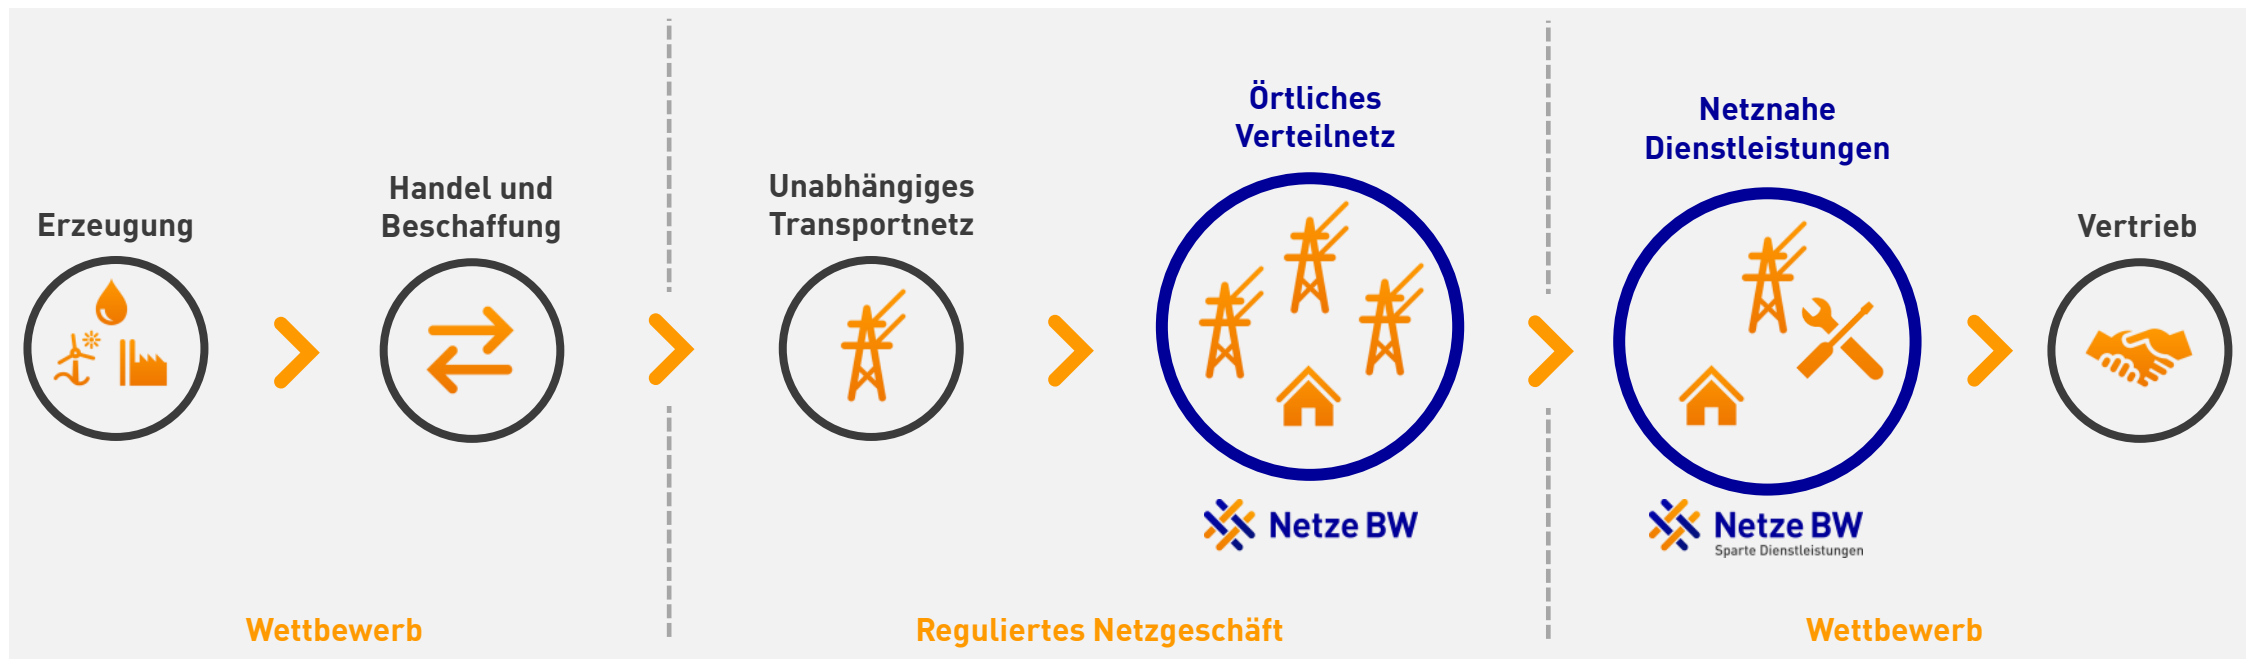 Erzeugung
Handel und
Beschaffung
Unabhängiges
Transportnetz
Örtliches
Verteilnetz
Netze BW
Netznahe
Dienstleistungen
Netze BW
Sparte Dienstleistungen
Vertrieb
Wettbewerb
Reguliertes Netzgeschäft
Wettbewerb